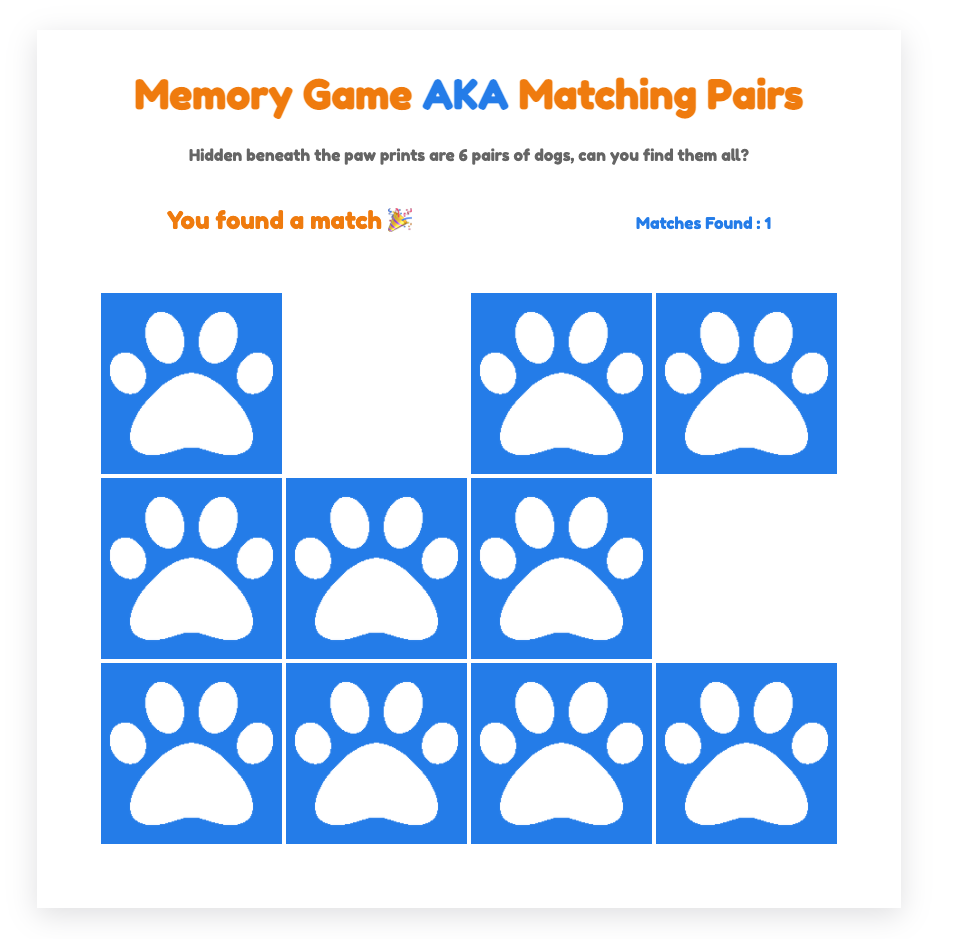 Memory Game AKA Matching Pairs
Hidden beneath the paw prints are 6 pairs of dogs, can you find them all?
You found a match 🎉
Matches Found : 1